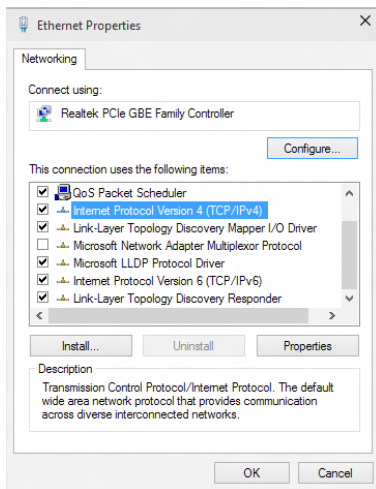 Ethernet Properties
Networking
Connect using:
Realtek PCIe GBE Family Controller
Configure...
This connection uses the following items:
QoS Packet Scheduler
Internet Protocol Version 4 (TCP/IPv4)
Link-Layer Topology Discovery Mapper I/O Driver
Microsoft Network Adapter Multiplexor Protocol
Microsoft LLDP Protocol Driver
Internet Protocol Version 6 (TCP/IPv6)
Link-Layer Topology Discovery Responder
Install... Uninstall Properties
Description
Transmission Control Protocol/Internet Protocol. The default
wide area network protocol that provides communication
across diverse interconnected networks.
OK Cancel